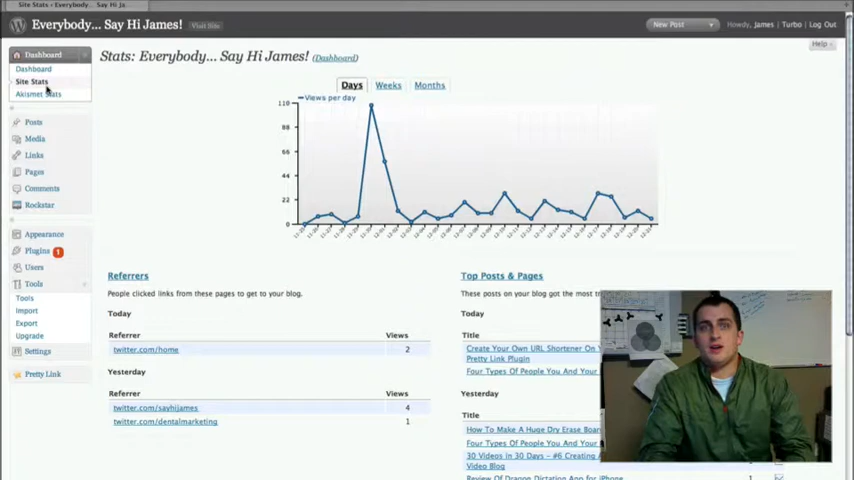 Site Stats ‹ Everybody... Say Hi Ja
Everybody... Say Hi James!
Visit Site
New Post
Howdy, James | Turbo | Log Out
Help
Dashboard
Dashboard
Site Stats
Akismet Stats
Posts
Media
Links
Pages
Comments
Rockstar
Appearance
Plugins 1
Users
Tools
Tools
Import
Export
Upgrade
Settings
Pretty Link
Stats: Everybody... Say Hi James! (Dashboard)
Days Weeks Months
Views per day
110
88
66
44
22
0
Referrers
People clicked links from these pages to get to your blog.
Today
Referrer Views
twitter.com/home 2
Yesterday
Referrer Views
twitter.com/sayhijames 4
twitter.com/dentalmarketing 1
Top Posts & Pages
These posts on your blog got the most
Today
Title
Create Your Own URL Shortener On
Pretty Link Plugin
Four Types Of People You And Your
Yesterday
Title
How To Make A Huge Dry Erase Boar
Four Types Of People You And Your
30 Videos in 30 Days – #6 Creating
Video Blog
Review Of Dragon Dictation App for iPhone